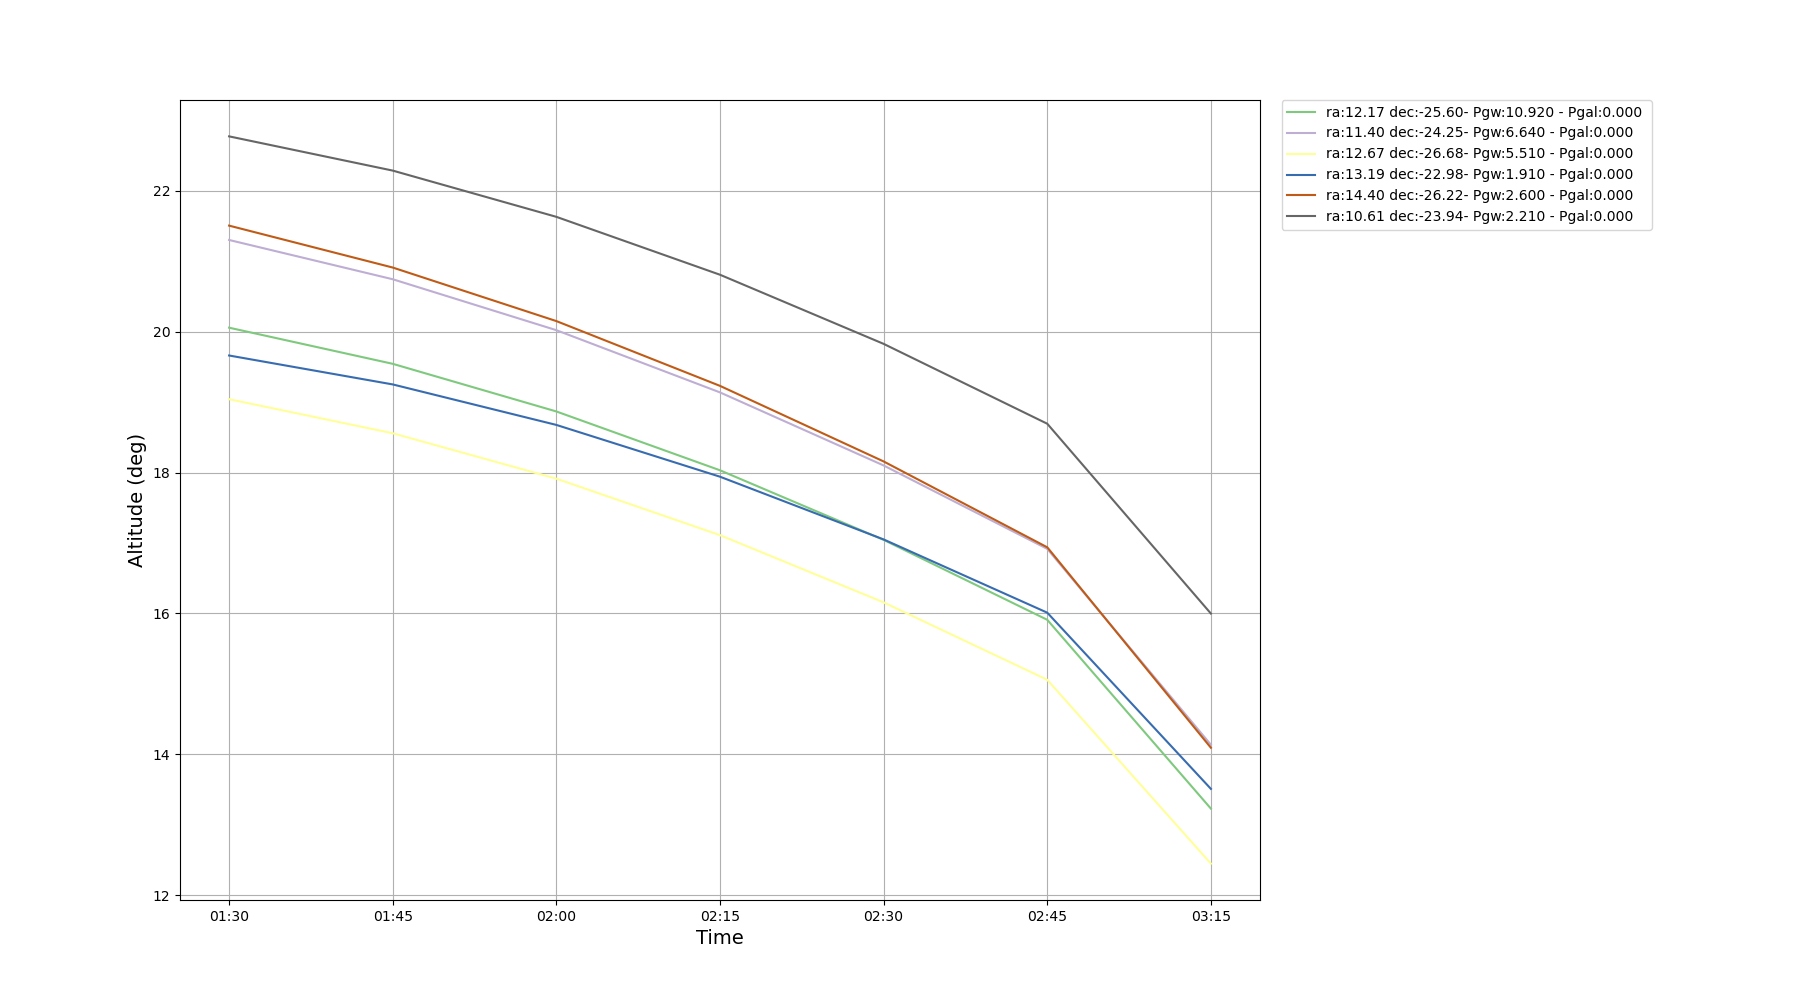 ra:12.17 dec:-25.60- Pgw:10.920 - Pgal:0.000
ra:11.40 dec:-24.25- Pgw:6.640 - Pgal:0.000
ra:12.67 dec:-26.68- Pgw:5.510 - Pgal:0.000
ra:13.19 dec:-22.98- Pgw:1.910 - Pgal:0.000
ra:14.40 dec:-26.22- Pgw:2.600 - Pgal:0.000
ra:10.61 dec:-23.94- Pgw:2.210 - Pgal:0.000
Altitude (deg)
22
20
18
16
14
12
01:30 01:45 02:00 02:15 02:30 02:45 03:15
Time